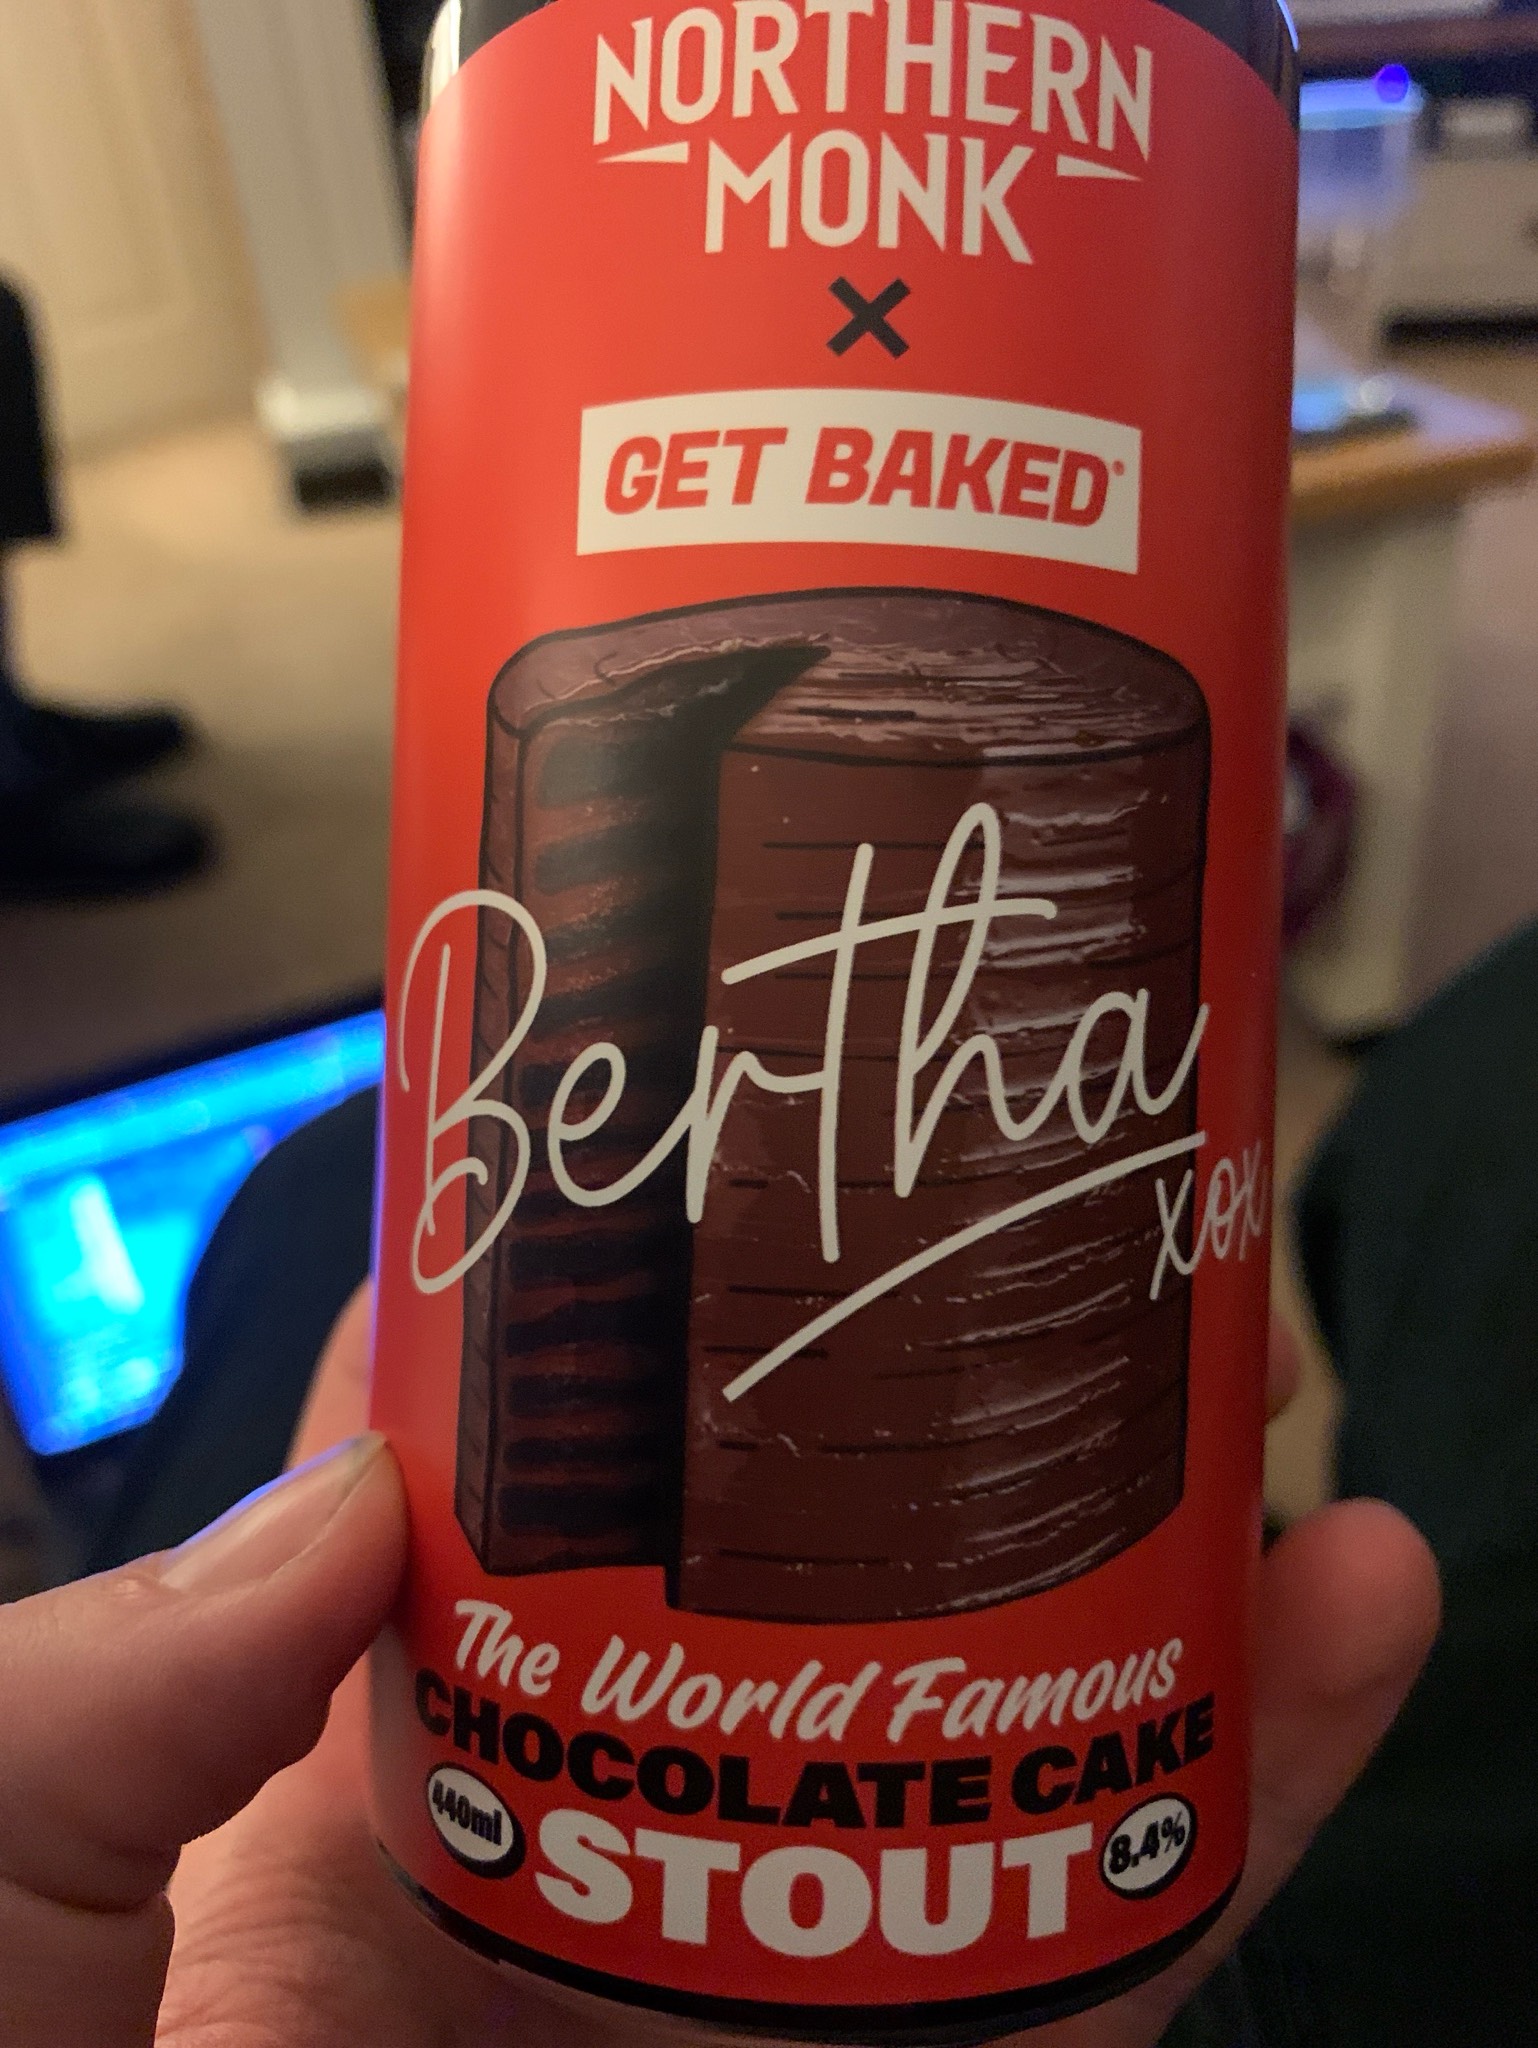 NORTHERN
MONK
×
GET BAKED®
Bertha
xox
The World Famous
CHOCOLATE CAKE
440ml
STOUT
8.4%